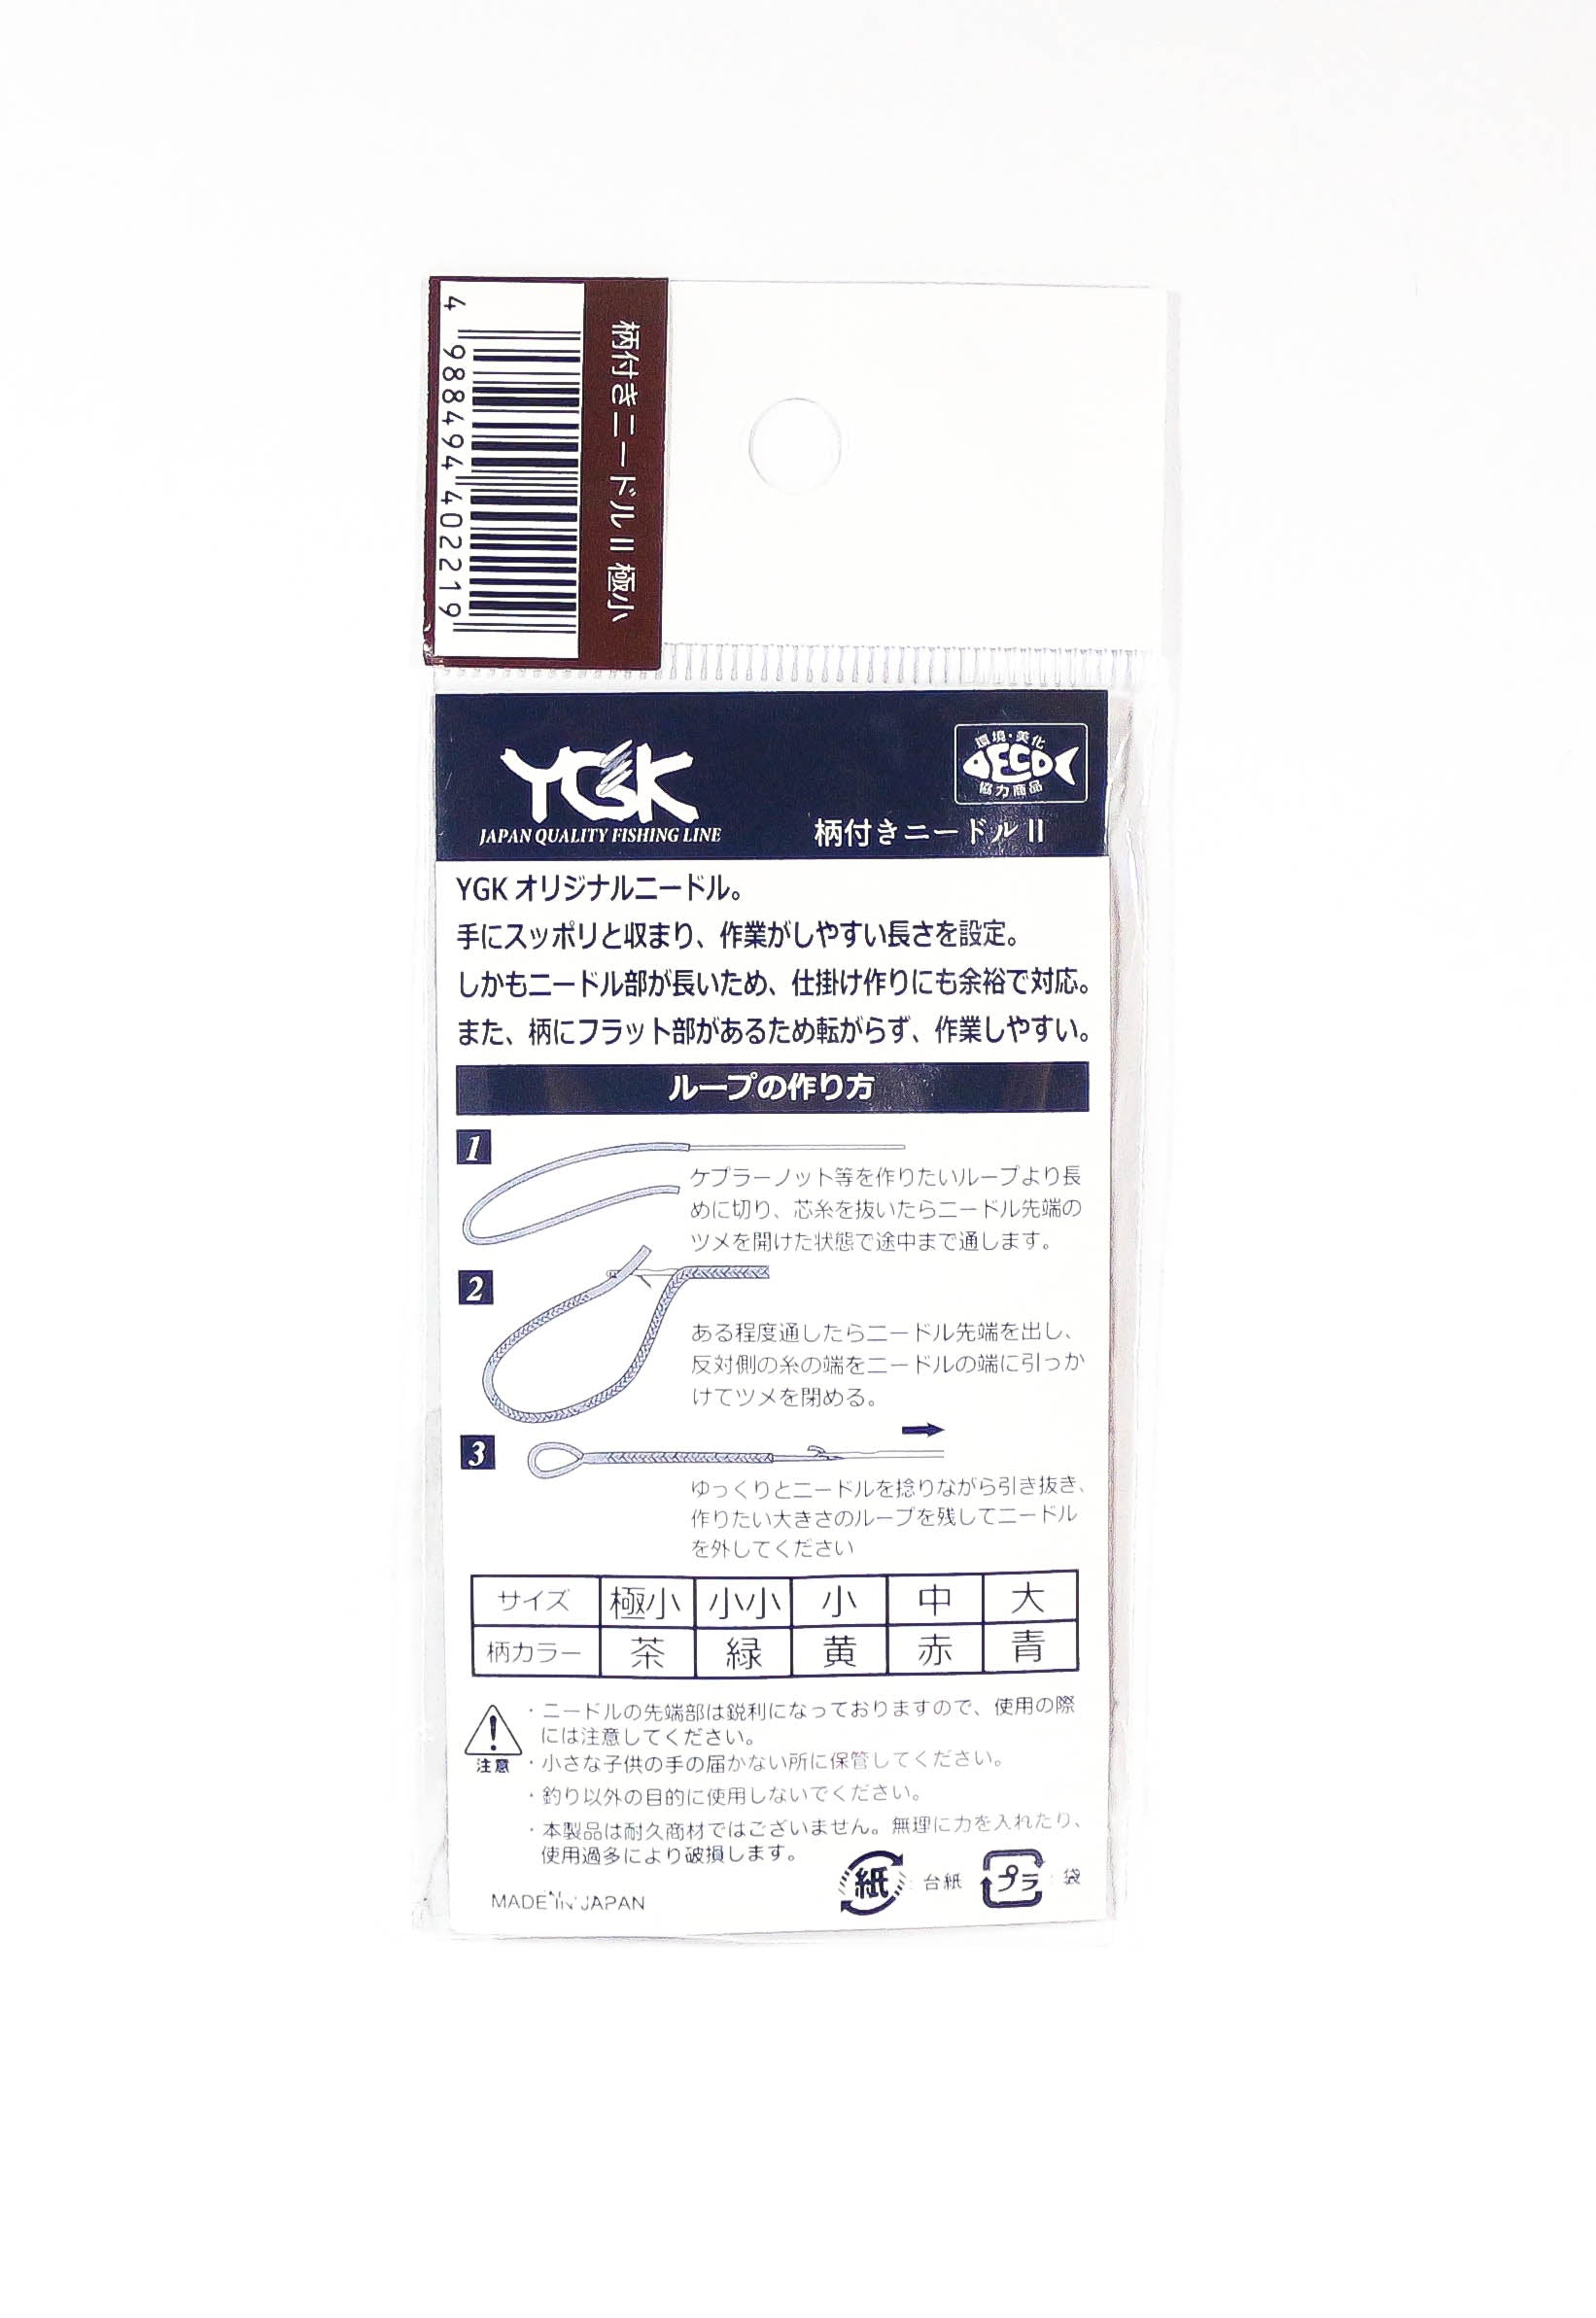 4 988494 402219
柄付きニードルⅡ 極小
YGK
JAPAN QUALITY FISHING LINE
環境・美化
ECO
協力商品
柄付きニードルⅡ
YGK オリジナルニードル。
手にスッポリと収まり、作業がしやすい長さを設定。
しかもニードル部が長いため、仕掛け作りにも余裕で対応。
また、柄にフラット部があるため転がらず、作業しやすい。
ループの作り方
1
ケプラーノット等を作りたいループより長
めに切り、芯糸を抜いたらニードル先端の
ツメを開けた状態で途中まで通します。
2
ある程度通したらニードル先端を出し、
反対側の糸の端をニードルの端に引っか
けてツメを閉める。
3
ゆっくりとニードルを捻りながら引き抜き、
作りたい大きさのループを残してニードル
を外してください
サイズ 極小 小小 小 中 大
柄カラー 茶 緑 黄 赤 青
注意
・ニードルの先端部は鋭利になっておりますので、使用の際
には注意してください。
・小さな子供の手の届かない所に保管してください。
・釣り以外の目的に使用しないでください。
・本製品は耐久商材ではございません。無理に力を入れたり、
使用過多により破損します。
MADE IN JAPAN
紙 : 台紙 プラ : 袋